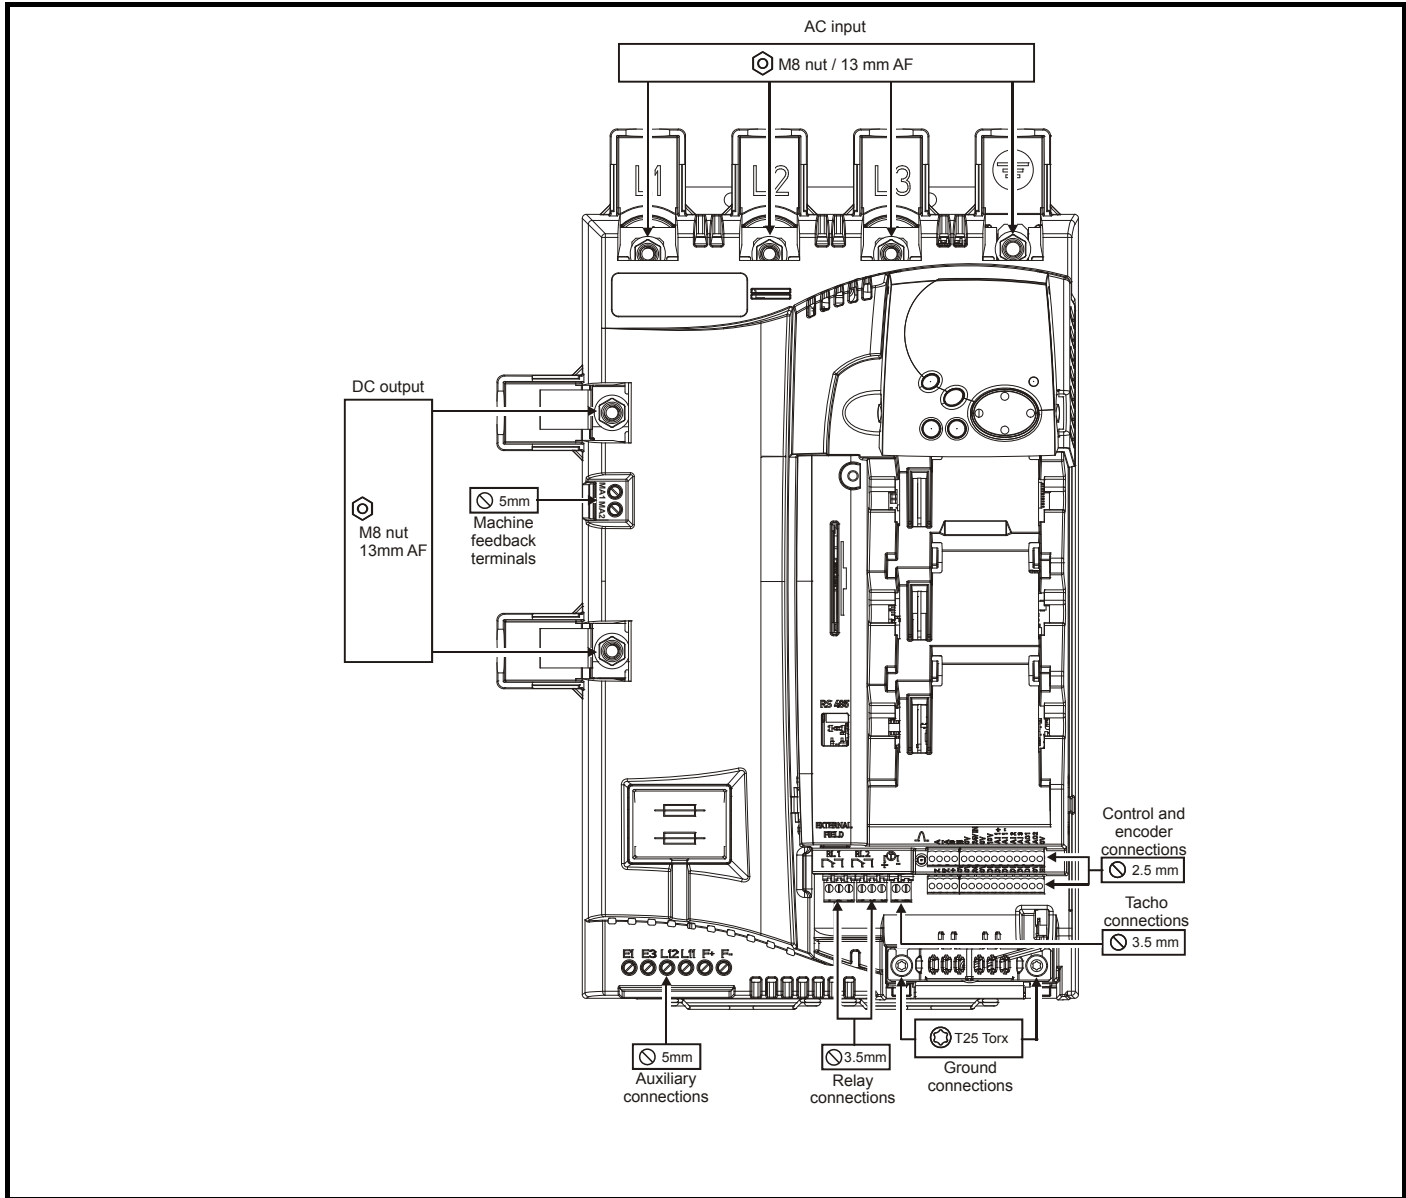 AC input
M8 nut / 13 mm AF
L1 L2 L3
DC output
M8 nut
13mm AF
5mm
Machine
feedback
terminals
MA1 MA2
RS 485
EXTERNAL
FIELD
RL1 RL2
+ -
Control and
encoder
connections
2.5 mm
Tacho
connections
3.5 mm
E1 E3 L12 L11 F+ F-
5mm
Auxiliary
connections
3.5mm
Relay
connections
T25 Torx
Ground
connections